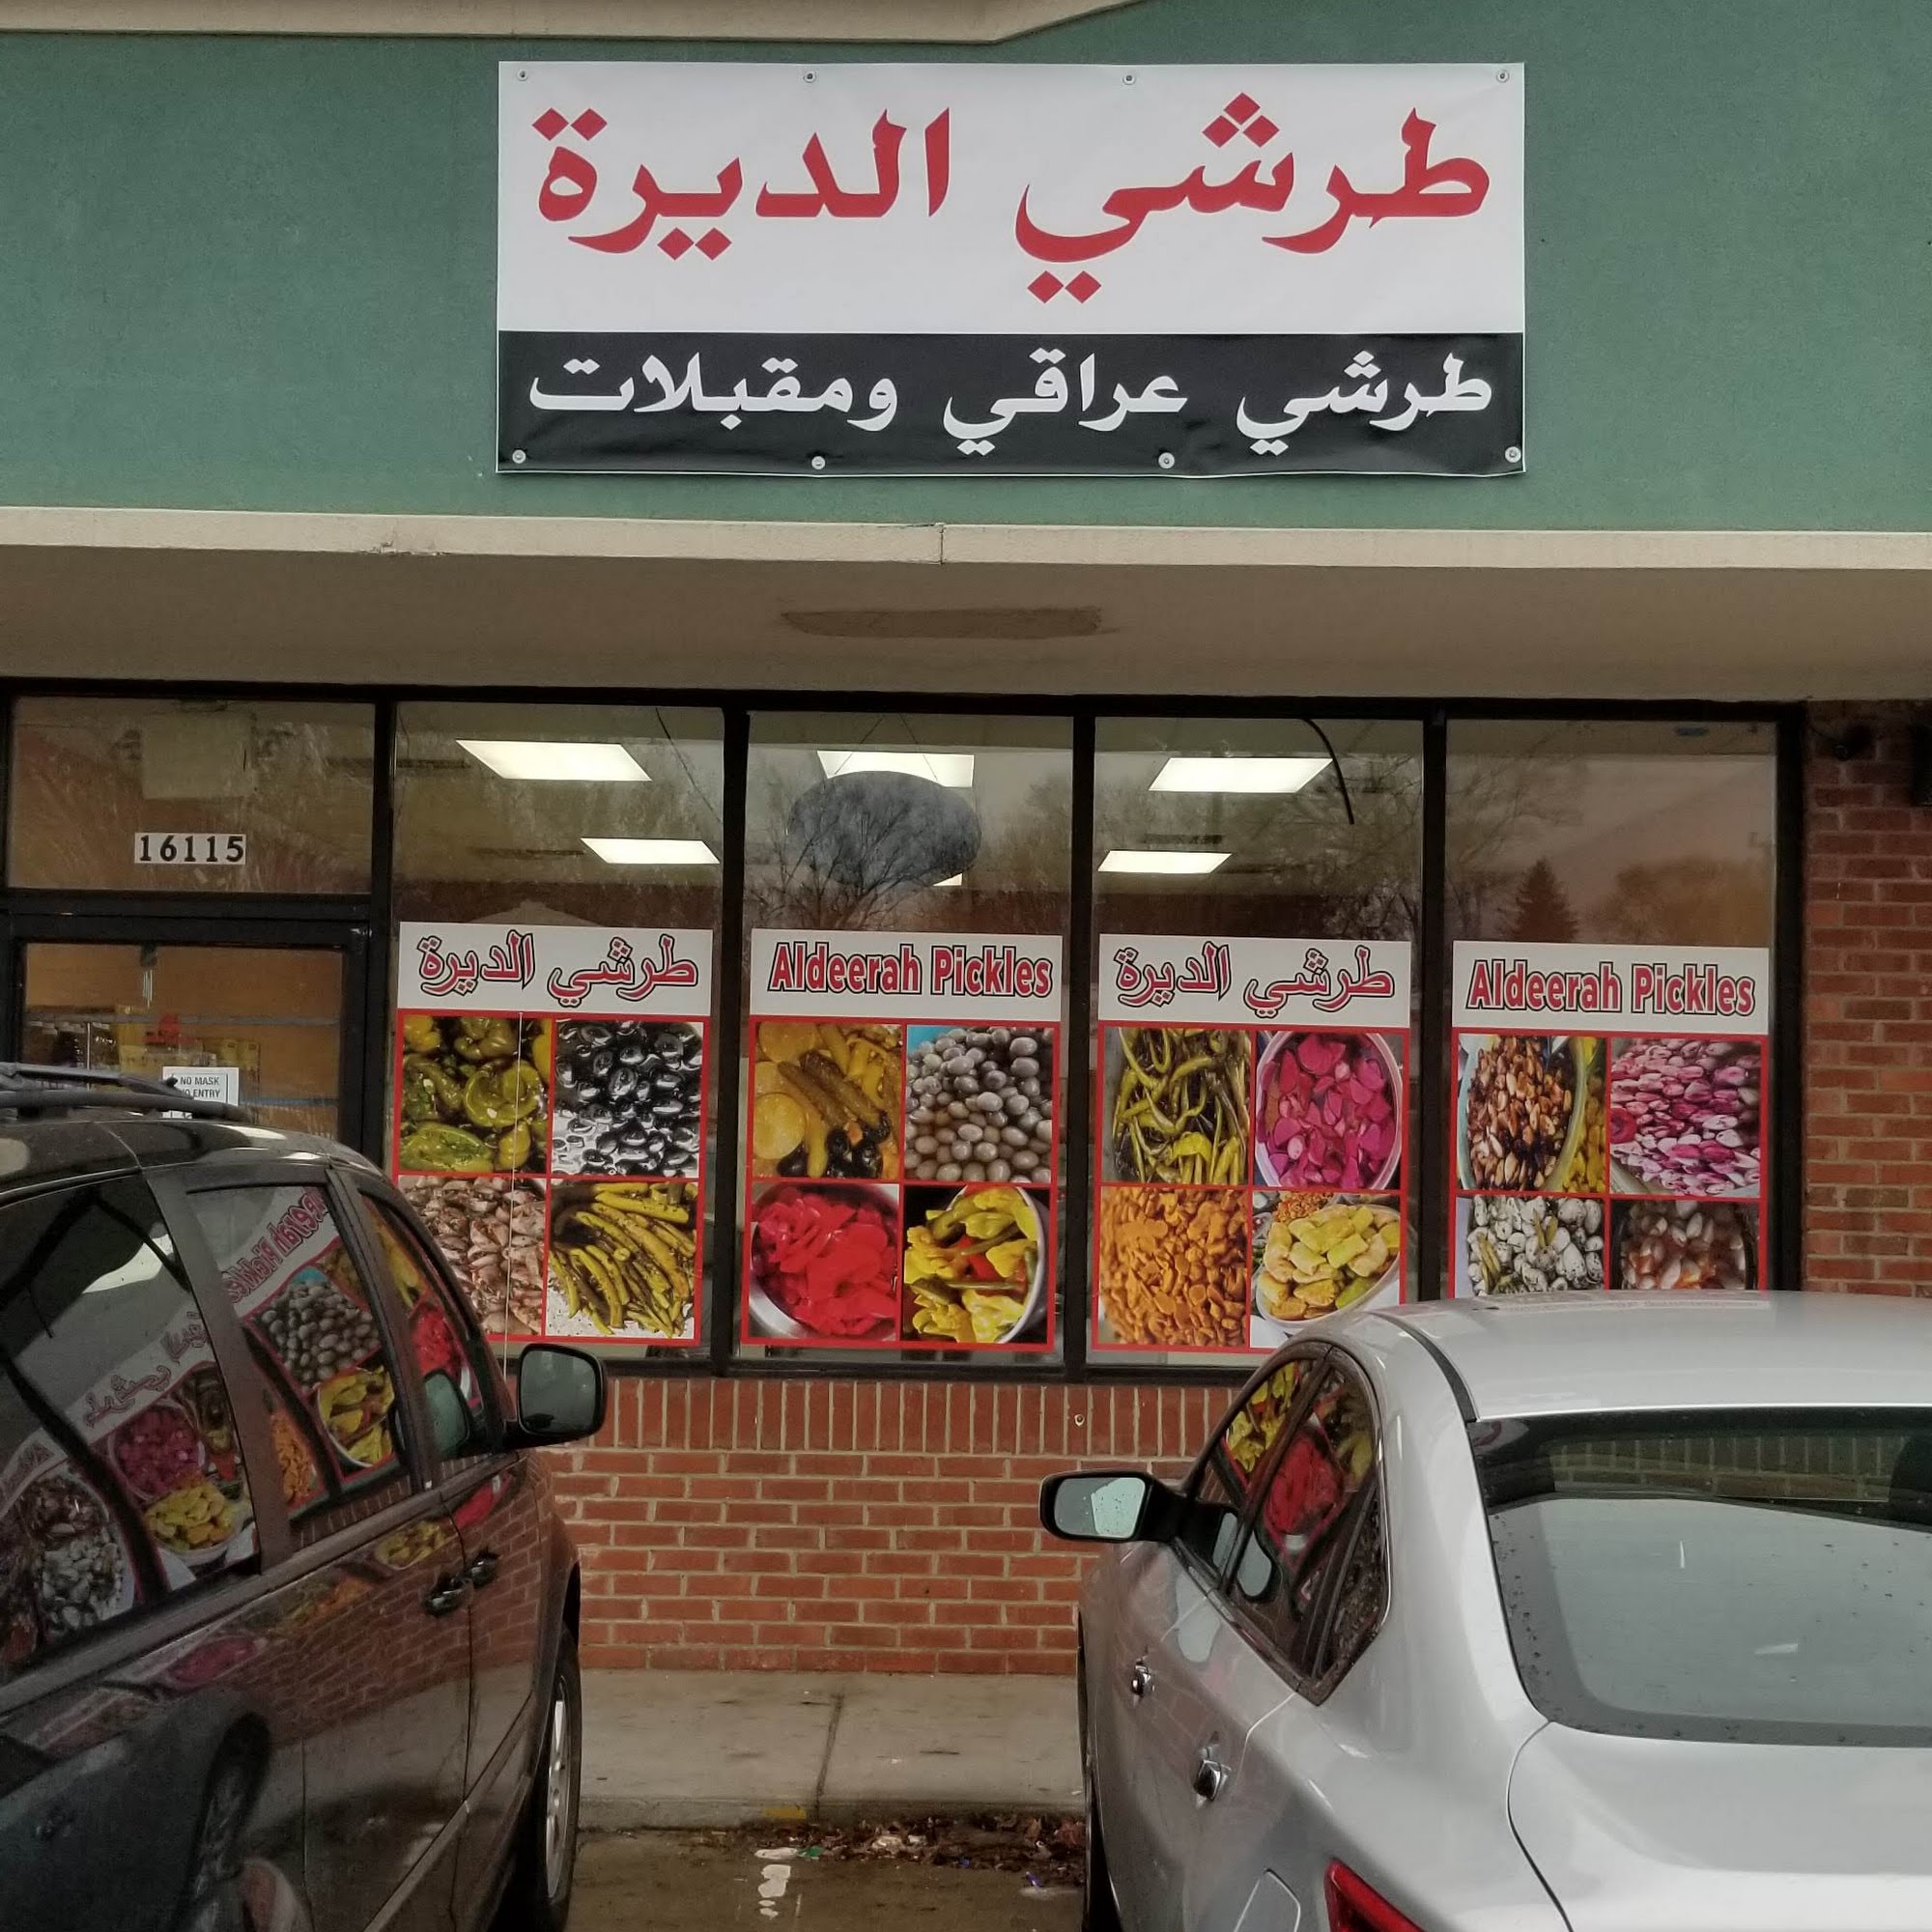 طرشي الديرة
طرشي عراقي ومقبلات
16115
طرشي الديرة
Aldeerah Pickles
طرشي الديرة
Aldeerah Pickles
NO MASK
NO ENTRY